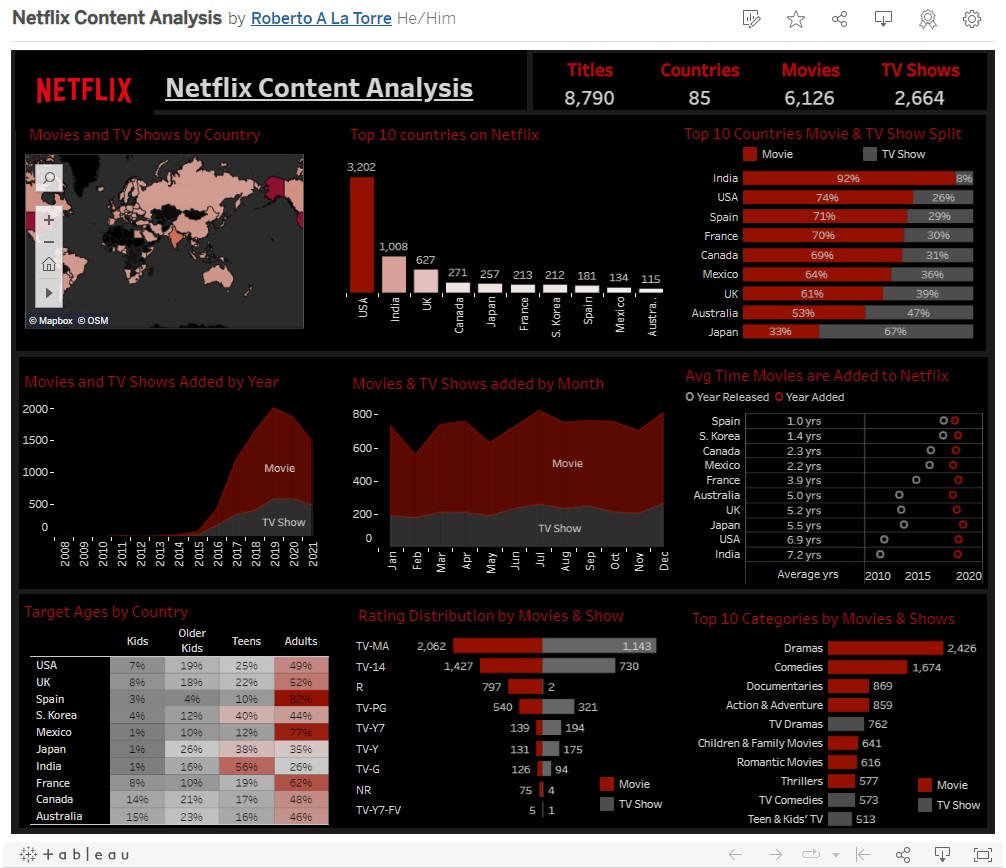 Netflix Content Analysis by Roberto A La Torre He/Him
NETFLIX
Netflix Content Analysis
Titles Countries Movies TV Shows
8,790 85 6,126 2,664
Movies and TV Shows by Country
© Mapbox © OSM
Top 10 countries on Netflix
3,202
1,008
627
271 257 213 212 181 134 115
USA India UK Canada Japan France S. Korea Spain Mexico Austra..
Top 10 Countries Movie & TV Show Split
Movie TV Show
India 92% 8%
USA 74% 26%
Spain 71% 29%
France 70% 30%
Canada 69% 31%
Mexico 64% 36%
UK 61% 39%
Australia 53% 47%
Japan 33% 67%
Movies and TV Shows Added by Year
2000
1500
1000
500
0
Movie
TV Show
2008 2009 2010 2011 2012 2013 2014 2015 2016 2017 2018 2019 2020 2021
Movies & TV Shows added by Month
800
600
400
200
0
Movie
TV Show
Jan Feb Mar Apr May Jun Jul Aug Sep Oct Nov Dec
Avg Time Movies are Added to Netflix
Year Released Year Added
Spain 1.0 yrs
S. Korea 1.4 yrs
Canada 2.3 yrs
Mexico 2.2 yrs
France 3.9 yrs
Australia 5.0 yrs
UK 5.2 yrs
Japan 5.5 yrs
USA 6.9 yrs
India 7.2 yrs
Average yrs 2010 2015 2020
Target Ages by Country
Kids Older Kids Teens Adults
USA 7% 19% 25% 49%
UK 8% 18% 22% 52%
Spain 3% 4% 10% 82%
S. Korea 4% 12% 40% 44%
Mexico 1% 10% 12% 77%
Japan 1% 26% 38% 35%
India 1% 16% 56% 26%
France 8% 10% 19% 62%
Canada 14% 21% 17% 48%
Australia 15% 23% 16% 46%
Rating Distribution by Movies & Show
TV-MA 2,062 1,143
TV-14 1,427 730
R 797 2
TV-PG 540 321
TV-Y7 139 194
TV-Y 131 175
TV-G 126 94
NR 75 4
TV-Y7-FV 5 1
Movie
TV Show
Top 10 Categories by Movies & Shows
Dramas 2,426
Comedies 1,674
Documentaries 869
Action & Adventure 859
TV Dramas 762
Children & Family Movies 641
Romantic Movies 616
Thrillers 577
TV Comedies 573
Teen & Kids' TV 513
Movie
TV Show
+ a b l e a u